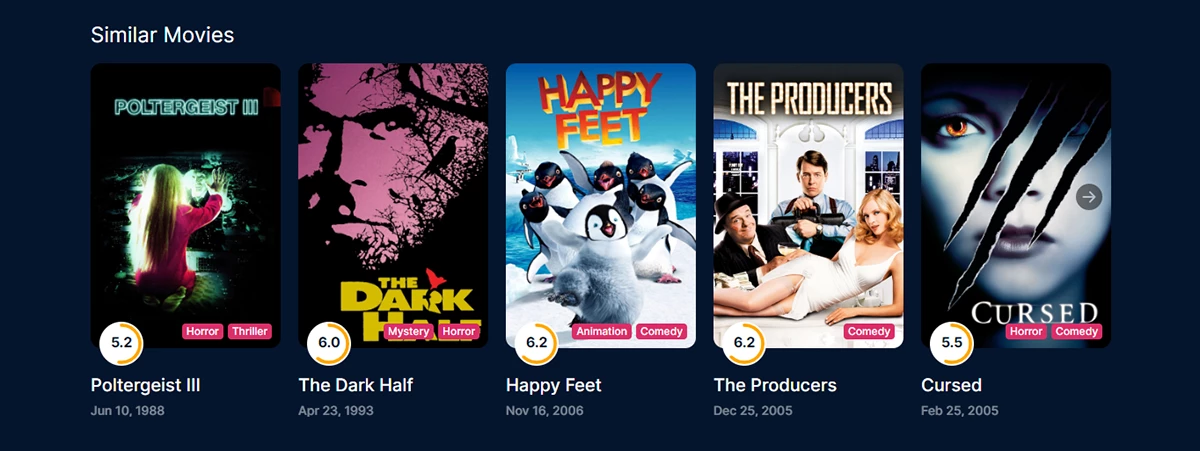 Similar Movies
POLTERGEIST III
5.2
Horror
Thriller
Poltergeist III
Jun 10, 1988
THE
DARK
HALF
6.0
Mystery
Horror
The Dark Half
Apr 23, 1993
HAPPY
FEET
6.2
Animation
Comedy
Happy Feet
Nov 16, 2006
THE PRODUCERS
6.2
Comedy
The Producers
Dec 25, 2005
CURSED
5.5
Horror
Comedy
Cursed
Feb 25, 2005